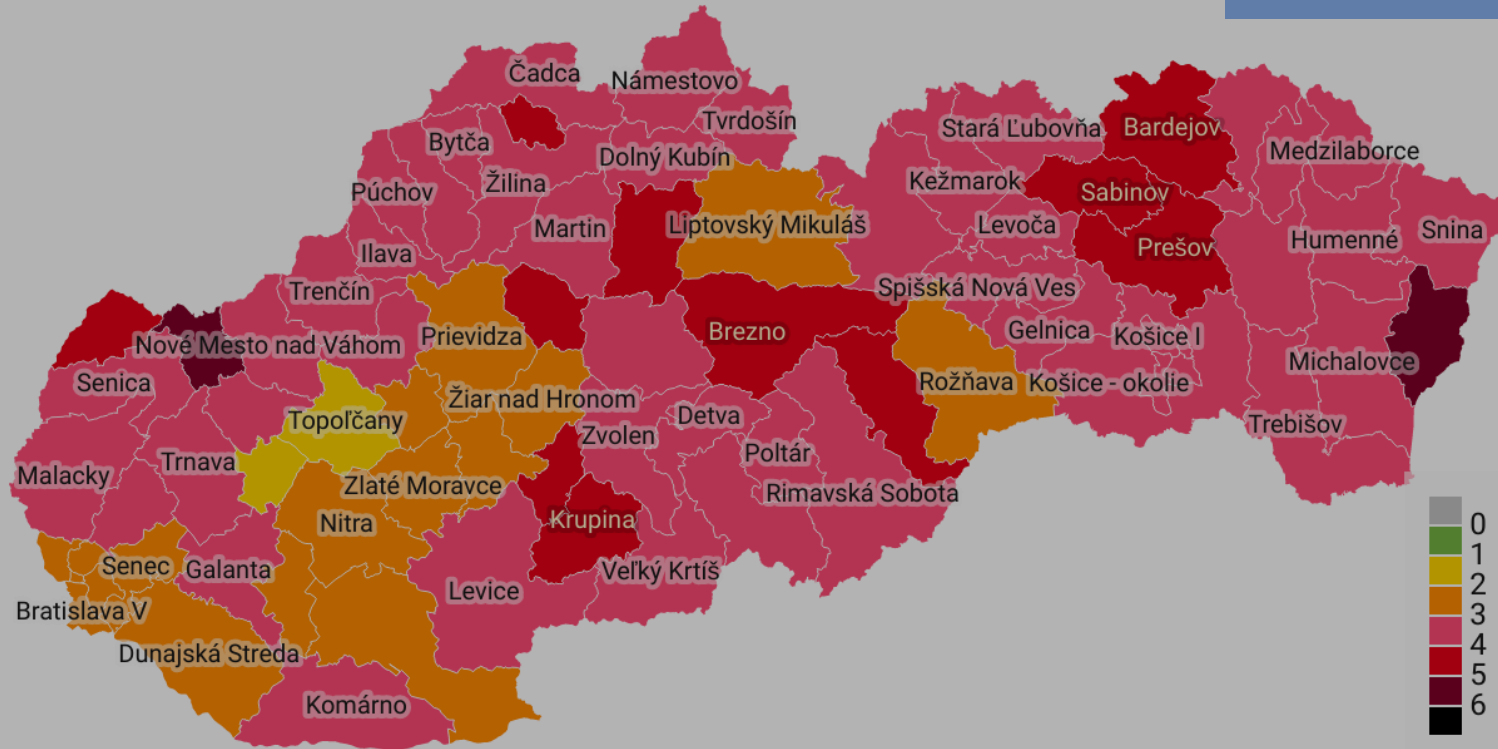 Čadca
Námestovo
Tvrdošín
Bytča
Dolný Kubín
Stará Ľubovňa
Bardejov
Medzilaborce
Púchov
Žilina
Kežmarok
Sabinov
Martin
Liptovský Mikuláš
Levoča
Prešov
Humenné
Snina
Ilava
Trenčín
Spišská Nová Ves
Nové Mesto nad Váhom
Prievidza
Brezno
Gelnica
Košice I
Michalovce
Senica
Žiar nad Hronom
Rožňava
Košice - okolie
Topoľčany
Detva
Zvolen
Trebišov
Malacky
Trnava
Poltár
Zlaté Moravce
Rimavská Sobota
Nitra
Krupina
Senec
Galanta
Levice
Veľký Krtíš
Bratislava V
Dunajská Streda
Komárno
0
1
2
3
4
5
6